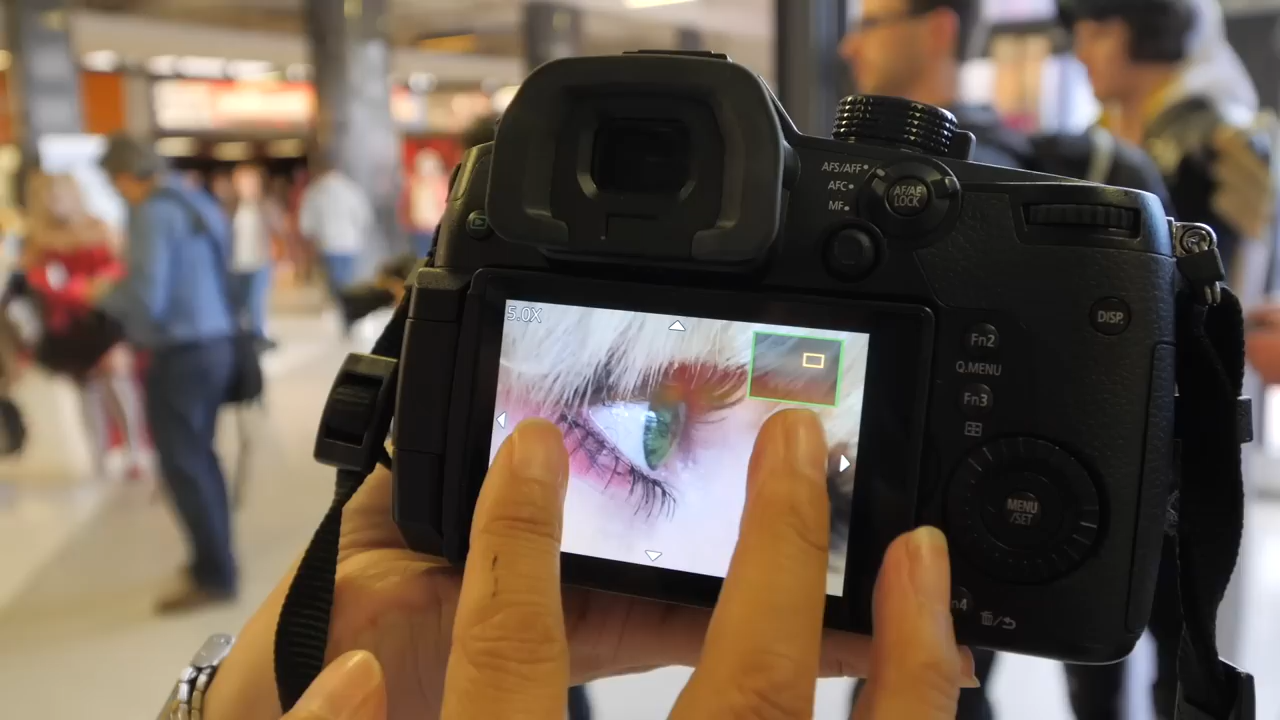 AFS/AFF
AFC
MF
AF/AE
LOCK
5.0X
DISP.
Fn2
Q.MENU
Fn3
MENU
/SET